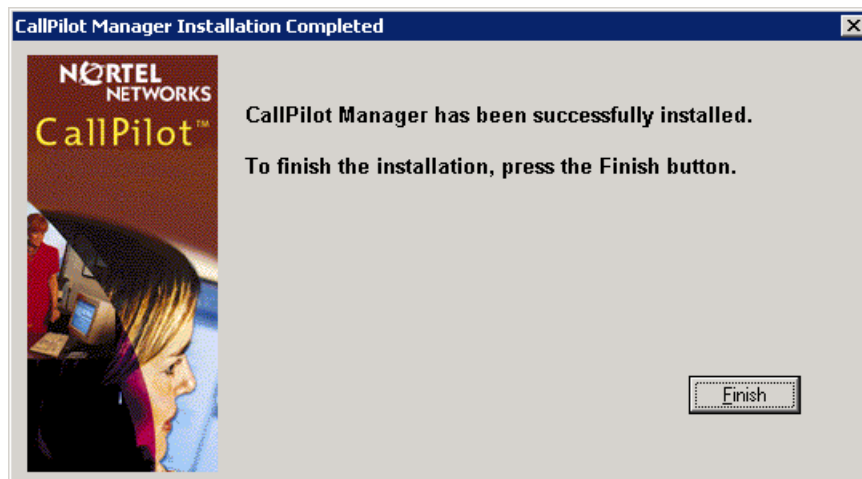 CallPilot Manager Installation Completed
NORTEL
NETWORKS
CallPilot™
CallPilot Manager has been successfully installed.
To finish the installation, press the Finish button.
Finish